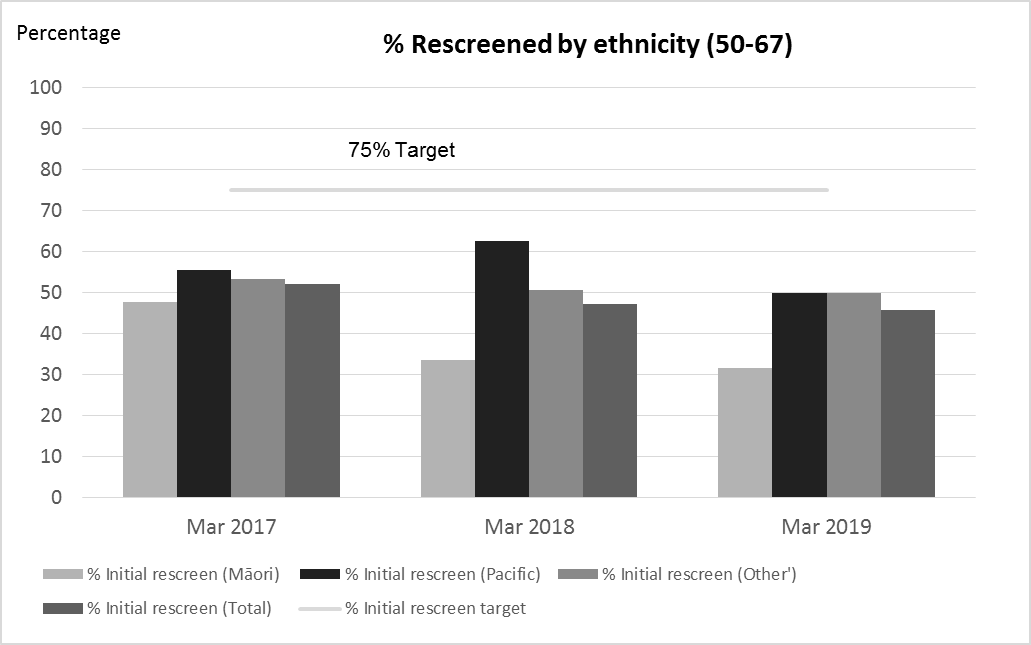 Percentage
% Rescreened by ethnicity (50-67)
100
90
80
70
60
50
40
30
20
10
0
75% Target
Mar 2017
Mar 2018
Mar 2019
% Initial rescreen (Māori)
% Initial rescreen (Pacific)
% Initial rescreen (Other')
% Initial rescreen (Total)
% Initial rescreen target